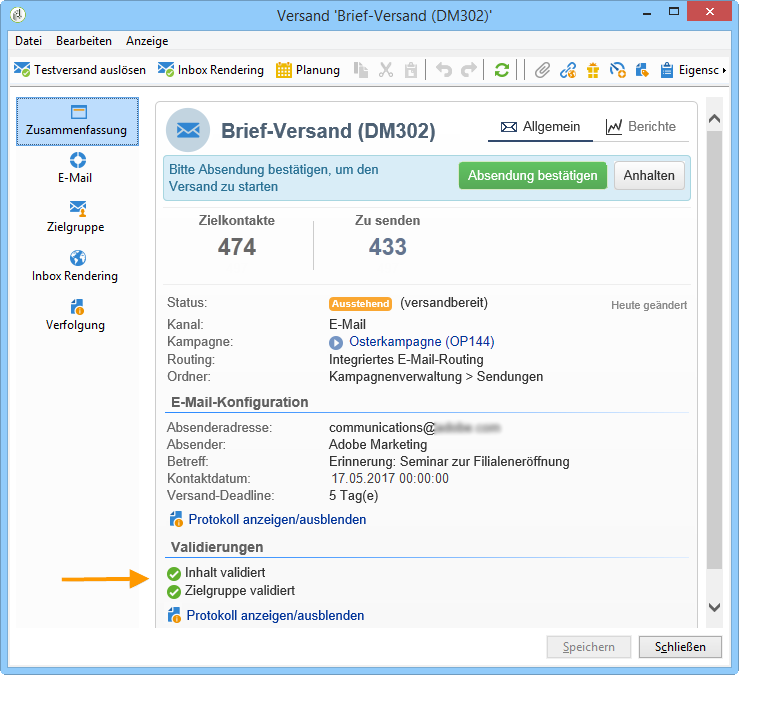 Versand 'Brief-Versand (DM302)'
Datei Bearbeiten Anzeige
Testversand auslösen Inbox Rendering Planung Eigensc
Zusammenfassung
E-Mail
Zielgruppe
Inbox Rendering
Verfolgung
Brief-Versand (DM302) Allgemein Berichte
Bitte Absendung bestätigen, um den
Versand zu starten
Absendung bestätigen Anhalten
Zielkontakte Zu senden
474 433
Status: Ausstehend (versandbereit) Heute geändert
Kanal: E-Mail
Kampagne: Osterkampagne (OP144)
Routing: Integriertes E-Mail-Routing
Ordner: Kampagnenverwaltung > Sendungen
E-Mail-Konfiguration
Absenderadresse: communications@
Absender: Adobe Marketing
Betreff: Erinnerung: Seminar zur Filialeneröffnung
Kontaktdatum: 17.05.2017 00:00:00
Versand-Deadline: 5 Tag(e)
Protokoll anzeigen/ausblenden
Validierungen
Inhalt validiert
Zielgruppe validiert
Protokoll anzeigen/ausblenden
Speichern Schließen